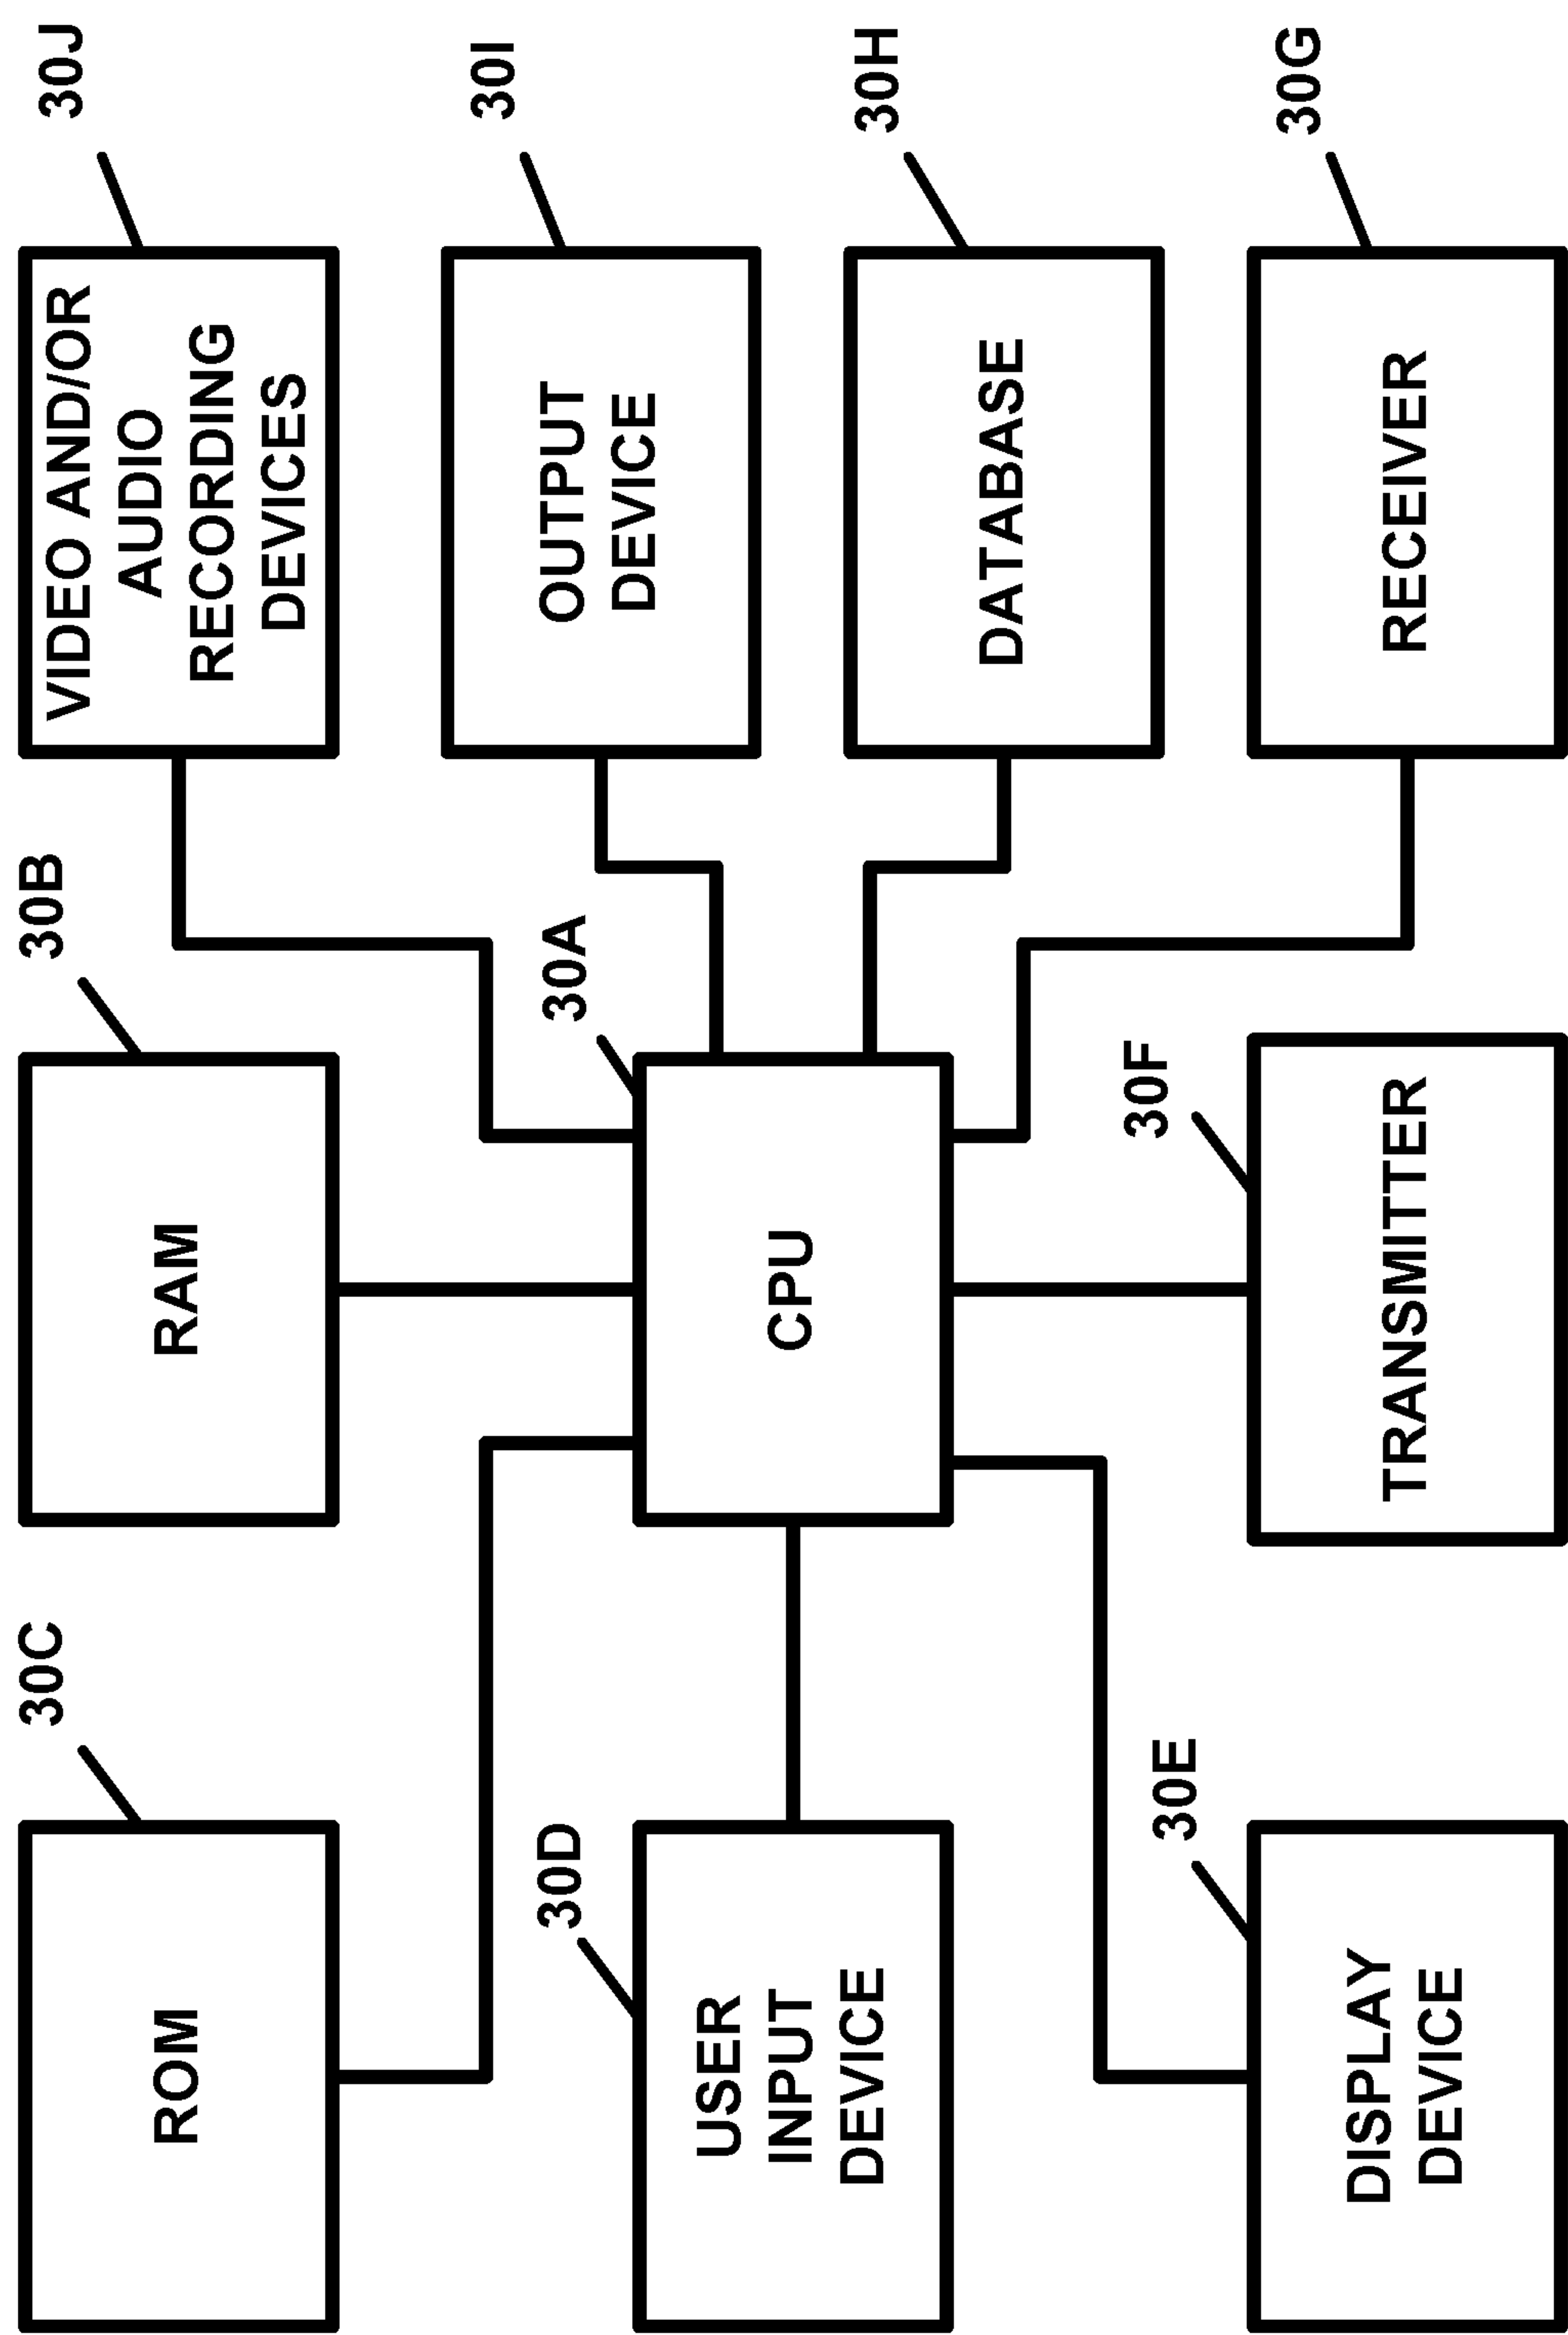 30C
ROM
30B
RAM
30J
VIDEO AND/OR
AUDIO
RECORDING
DEVICES
30D
USER
INPUT
DEVICE
30A
CPU
30I
OUTPUT
DEVICE
30H
DATABASE
30E
DISPLAY
DEVICE
30F
TRANSMITTER
30G
RECEIVER